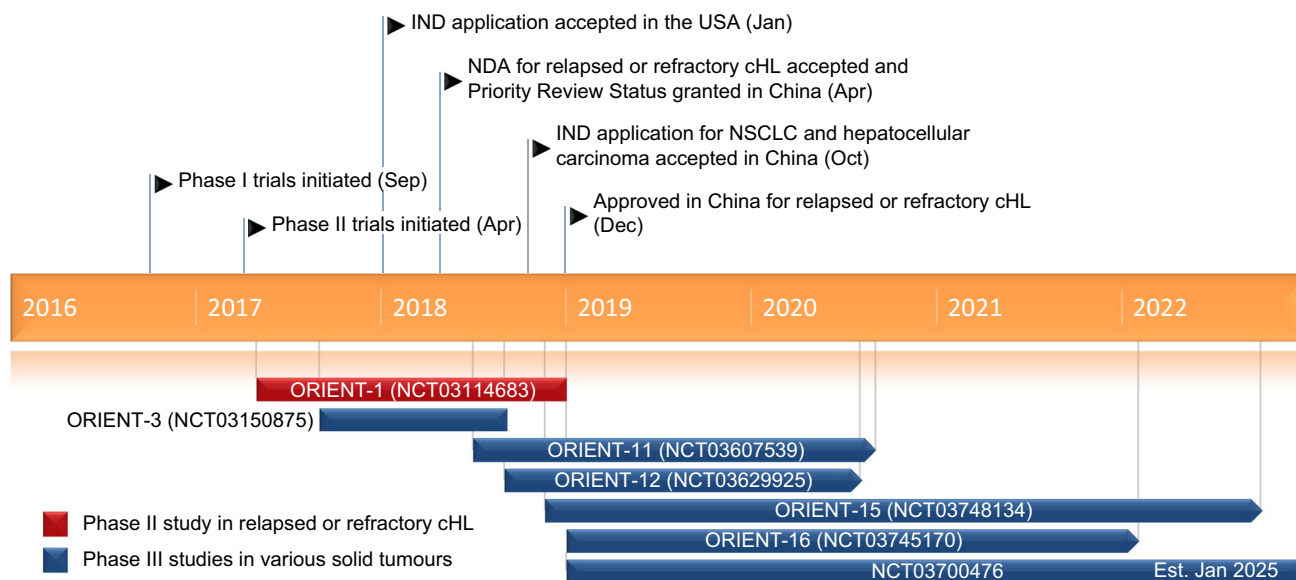 IND application accepted in the USA (Jan)
NDA for relapsed or refractory cHL accepted and
Priority Review Status granted in China (Apr)
IND application for NSCLC and hepatocellular
carcinoma accepted in China (Oct)
Phase I trials initiated (Sep)
Approved in China for relapsed or refractory cHL
(Dec)
Phase II trials initiated (Apr)
2016 2017 2018 2019 2020 2021 2022
ORIENT-1 (NCT03114683)
ORIENT-3 (NCT03150875)
ORIENT-11 (NCT03607539)
ORIENT-12 (NCT03629925)
ORIENT-15 (NCT03748134)
Phase II study in relapsed or refractory cHL
ORIENT-16 (NCT03745170)
Phase III studies in various solid tumours
NCT03700476 Est. Jan 2025